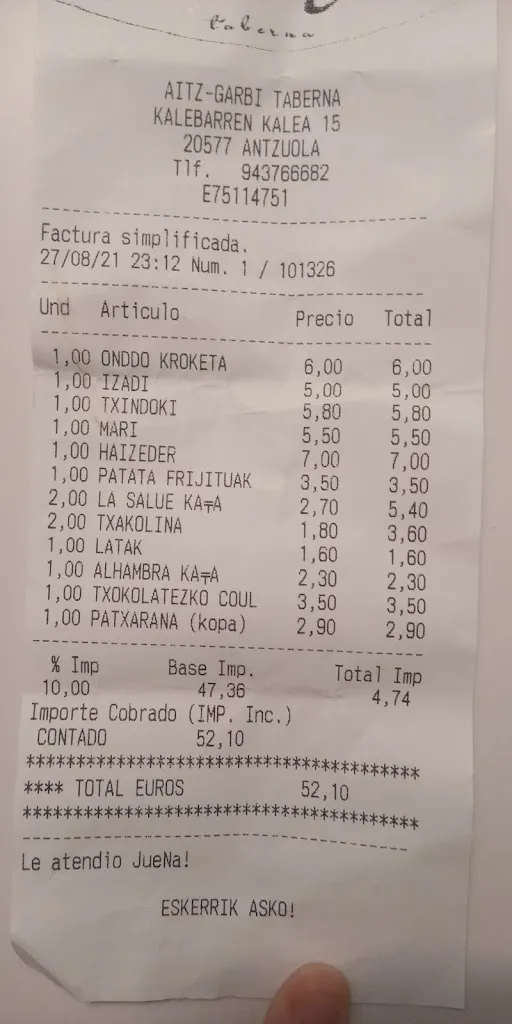 taberna
AITZ-GARBI TABERNA
KALEBARREN KALEA 15
20577 ANTZUOLA
Tlf. 943766682
E75114751
Factura simplificada.
27/08/21 23:12 Num. 1 / 101326
Und Articulo Precio Total
1,00 ONDDO KROKETA 6,00 6,00
1,00 IZADI 5,00 5,00
1,00 TXINDOKI 5,80 5,80
1,00 MARI 5,50 5,50
1,00 HAIZEDER 7,00 7,00
1,00 PATATA FRIJITUAK 3,50 3,50
2,00 LA SALUE KA╤A 2,70 5,40
2,00 TXAKOLINA 1,80 3,60
1,00 LATAK 1,60 1,60
1,00 ALHAMBRA KA╤A 2,30 2,30
1,00 TXOKOLATEZKO COUL 3,50 3,50
1,00 PATXARANA (kopa) 2,90 2,90
% Imp Base Imp. Total Imp
10,00 47,36 4,74
Importe Cobrado (IMP. Inc.)
CONTADO 52,10
****************************************
**** TOTAL EUROS 52,10
****************************************
Le atendio JueNa!
ESKERRIK ASKO!